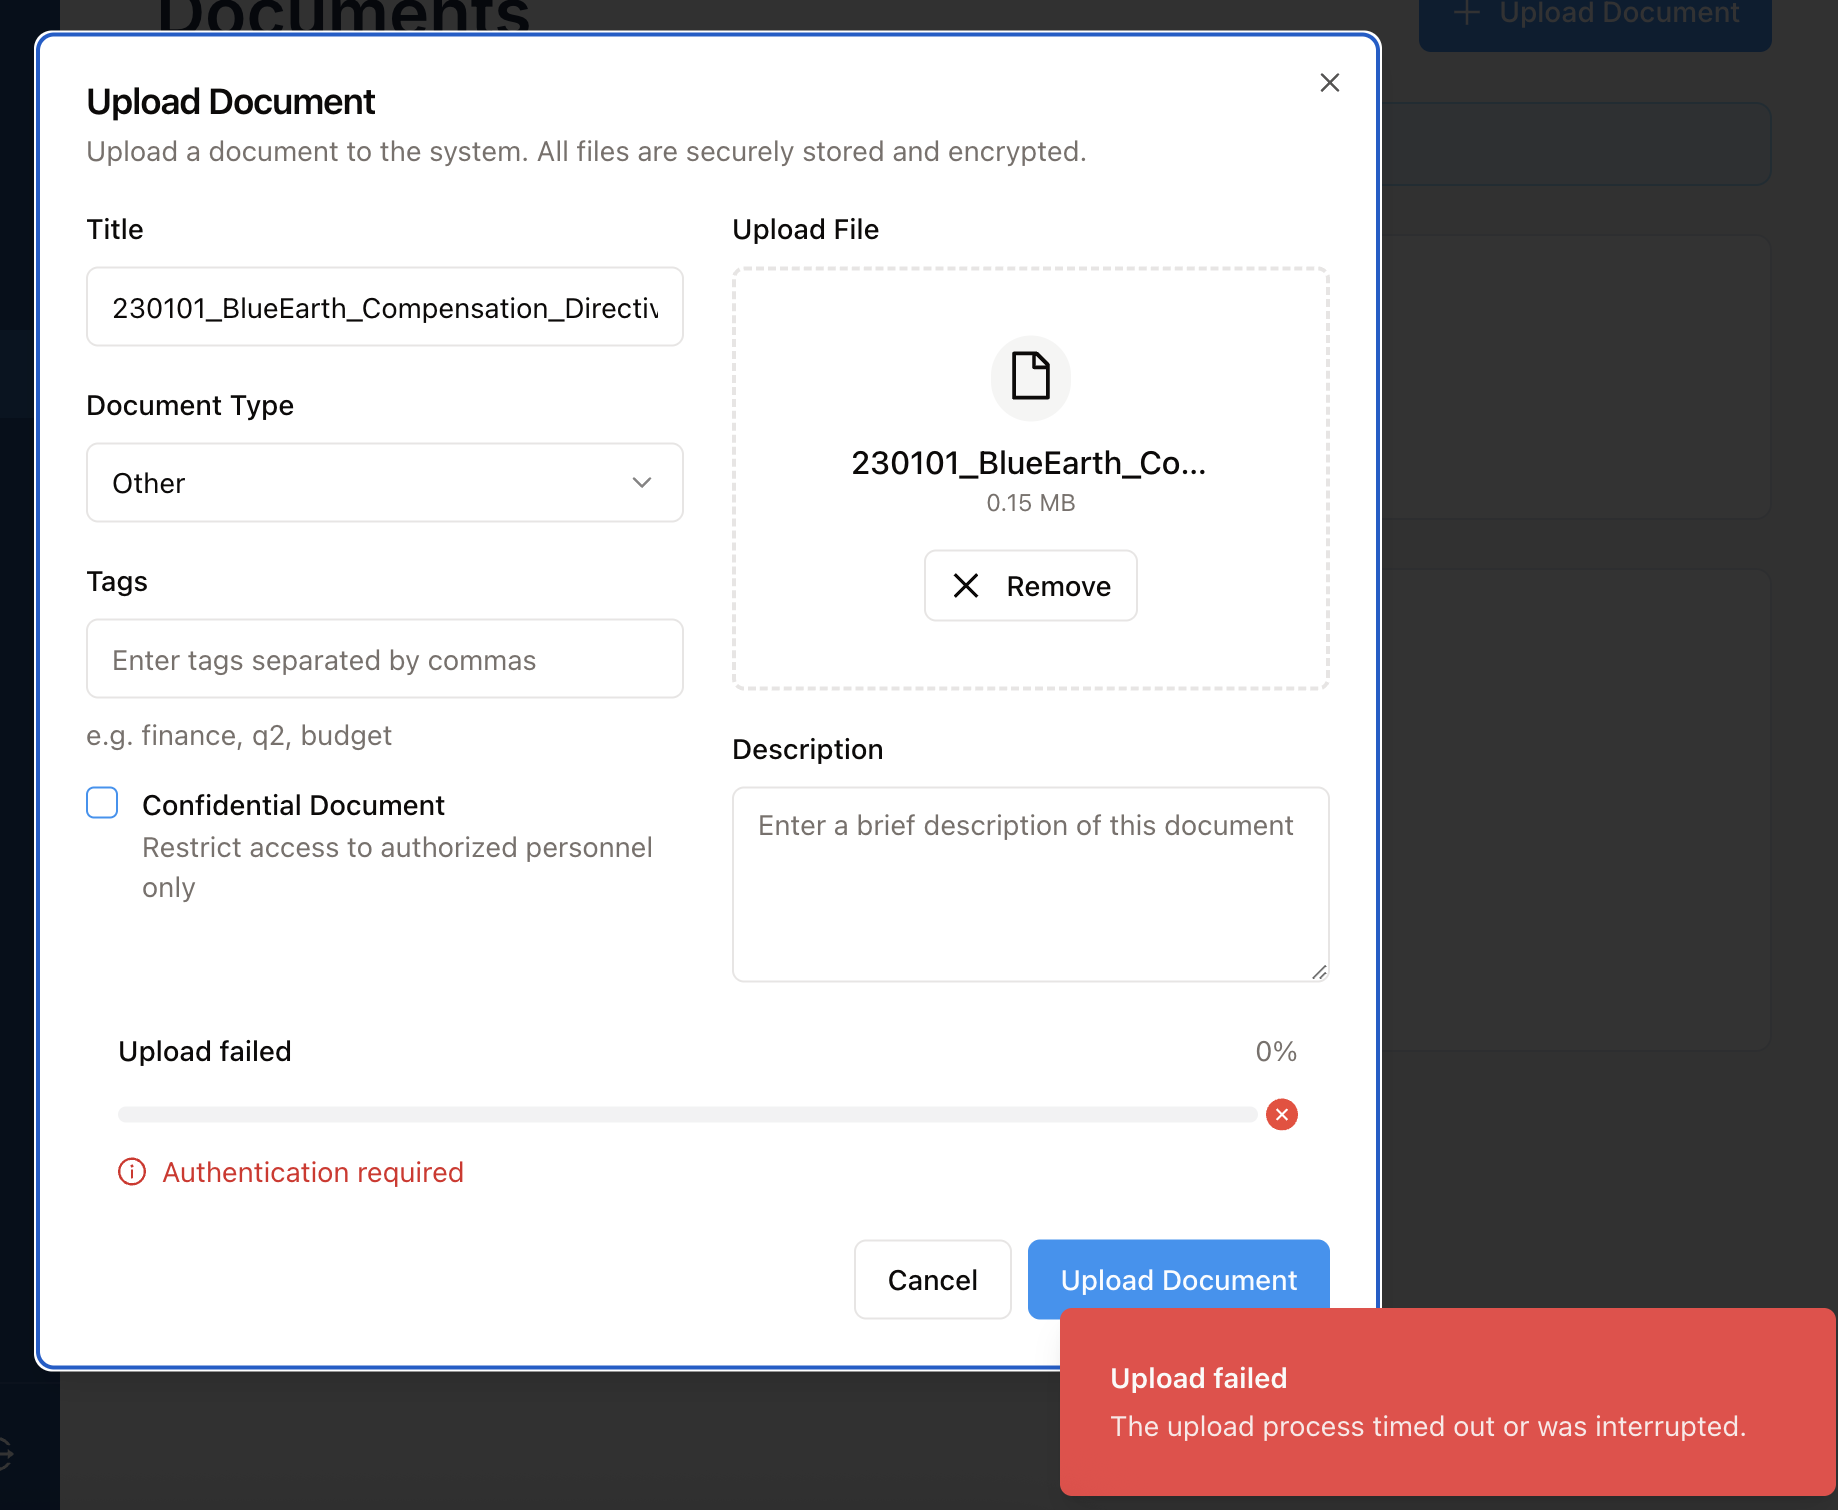 Documents
Upload Document
Upload Document
Upload a document to the system. All files are securely stored and encrypted.
Title
230101_BlueEarth_Compensation_Directiv
Document Type
Other
Tags
Enter tags separated by commas
e.g. finance, q2, budget
Confidential Document
Restrict access to authorized personnel
only
Upload File
230101_BlueEarth_Co...
0.15 MB
Remove
Description
Enter a brief description of this document
Upload failed
0%
Authentication required
Cancel
Upload Document
Upload failed
The upload process timed out or was interrupted.